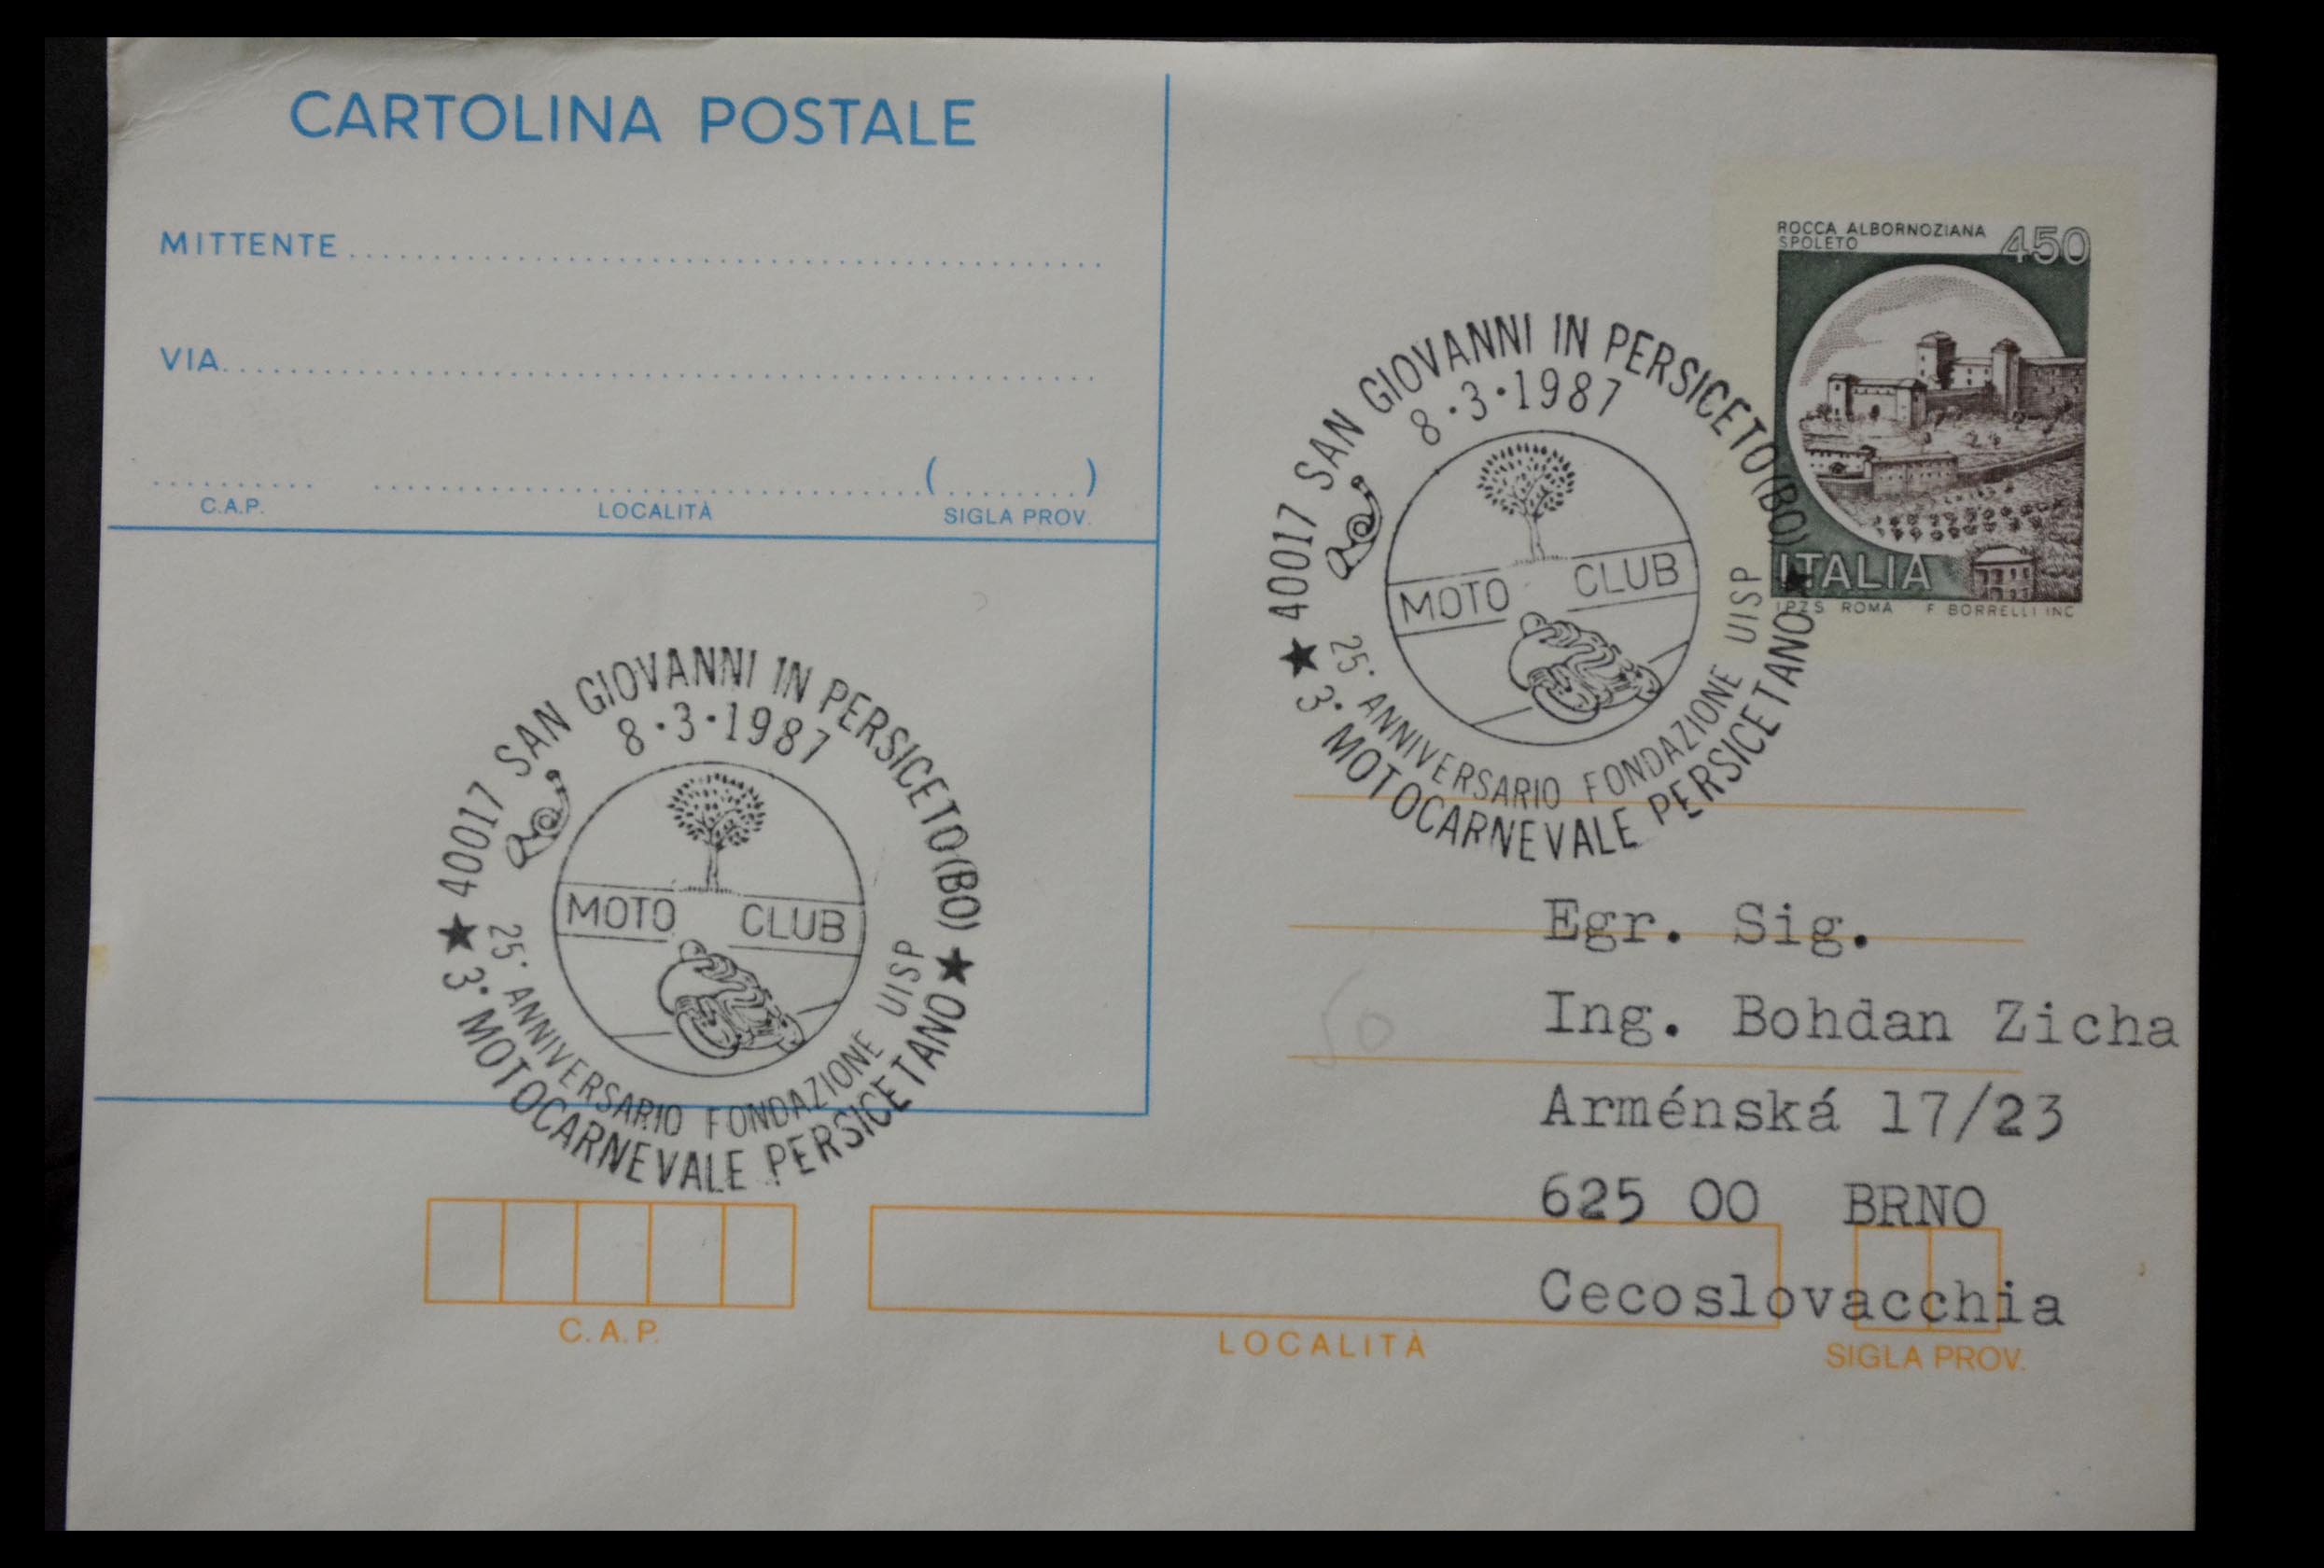 CARTOLINA POSTALE
MITTENTE
VIA
( )
C.A.P. LOCALITÀ SIGLA PROV.
ROCCA ALBORNOZIANA
SPOLETO
450
ITALIA
I.P.Z.S. ROMA F. BORRELLI INC.
★ 40017 SAN GIOVANNI IN PERSICETO (BO) ★
8·3·1987
MOTO CLUB
25° ANNIVERSARIO FONDAZIONE UISP
3° MOTOCARNEVALE PERSICETANO
★ 40017 SAN GIOVANNI IN PERSICETO (BO) ★
8·3·1987
MOTO CLUB
25° ANNIVERSARIO FONDAZIONE UISP
3° MOTOCARNEVALE PERSICETANO
Egr. Sig.
Ing. Bohdan Zicha
50
Arménská 17/23
625 00 BRNO
Cecoslovacchia
C.A.P. LOCALITÀ SIGLA PROV.